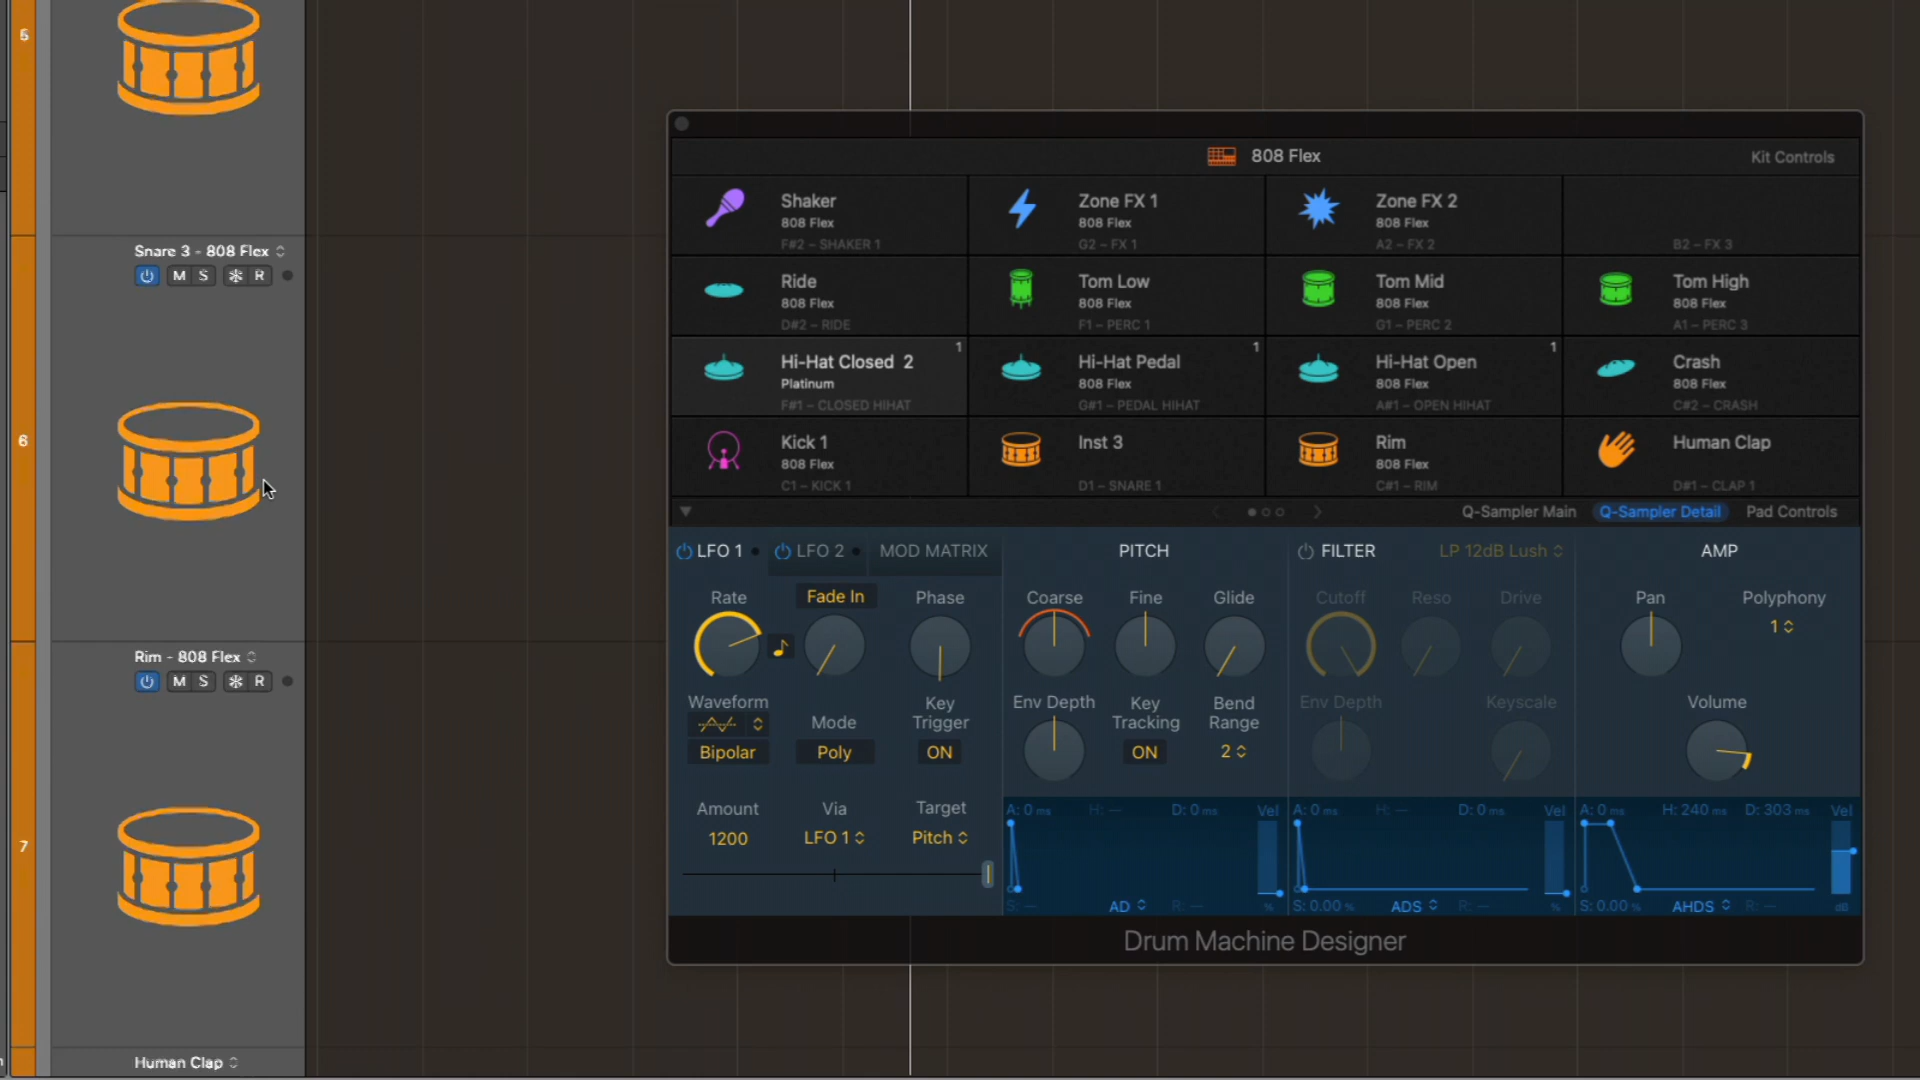 5
Snare 3 - 808 Flex
M S R
6
Rim - 808 Flex
M S R
7
Human Clap
808 Flex
Kit Controls
Shaker
808 Flex
F#2 – SHAKER 1
Zone FX 1
808 Flex
G2 – FX 1
Zone FX 2
808 Flex
A2 – FX 2
B2 – FX 3
Ride
808 Flex
D#2 – RIDE
Tom Low
808 Flex
F1 – PERC 1
Tom Mid
808 Flex
G1 – PERC 2
Tom High
808 Flex
A1 – PERC 3
Hi-Hat Closed 2
1
Platinum
F#1 – CLOSED HIHAT
Hi-Hat Pedal
1
808 Flex
G#1 – PEDAL HIHAT
Hi-Hat Open
1
808 Flex
A#1 – OPEN HIHAT
Crash
808 Flex
C#2 – CRASH
Kick 1
808 Flex
C1 – KICK 1
Inst 3
D1 – SNARE 1
Rim
808 Flex
C#1 – RIM
Human Clap
D#1 – CLAP 1
Q-Sampler Main
Q-Sampler Detail
Pad Controls
LFO 1
LFO 2
MOD MATRIX
Rate
Fade In
Phase
Waveform
Bipolar
Mode
Poly
Key
Trigger
ON
Amount
1200
Via
LFO 1
Target
Pitch
PITCH
Coarse
Fine
Glide
Env Depth
Key
Tracking
ON
Bend
Range
2
A: 0 ms H: — D: 0 ms Vel
S: — AD R: — %
FILTER
LP 12dB Lush
Cutoff
Reso
Drive
Env Depth
Keyscale
A: 0 ms H: — D: 0 ms Vel
S: 0.00 % ADS R: — %
AMP
Pan
Polyphony
1
Volume
A: 0 ms H: 240 ms D: 303 ms Vel
S: 0.00 % AHDS R: — dB
Drum Machine Designer